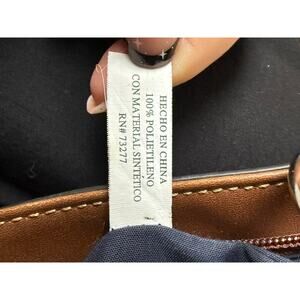 HECHO EN CHINA
100% POLIETILENO
CON MATERIAL SINTÉTICO
RN# 73277